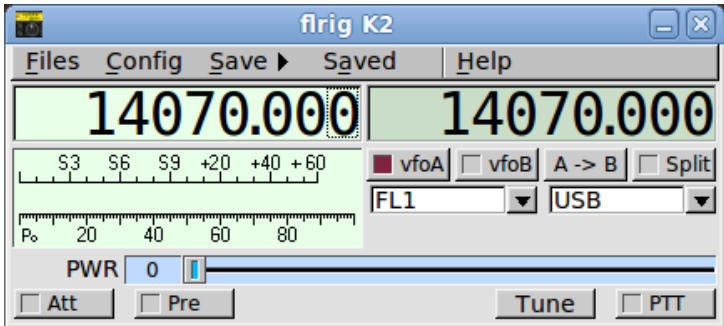 flrig K2
Files Config Save Saved Help
14070.000 14070.000
S3 S6 S9 +20 +40 +60
vfoA vfoB A -> B Split
FL1 USB
Po 20 40 60 80
PWR 0
Att Pre Tune PTT